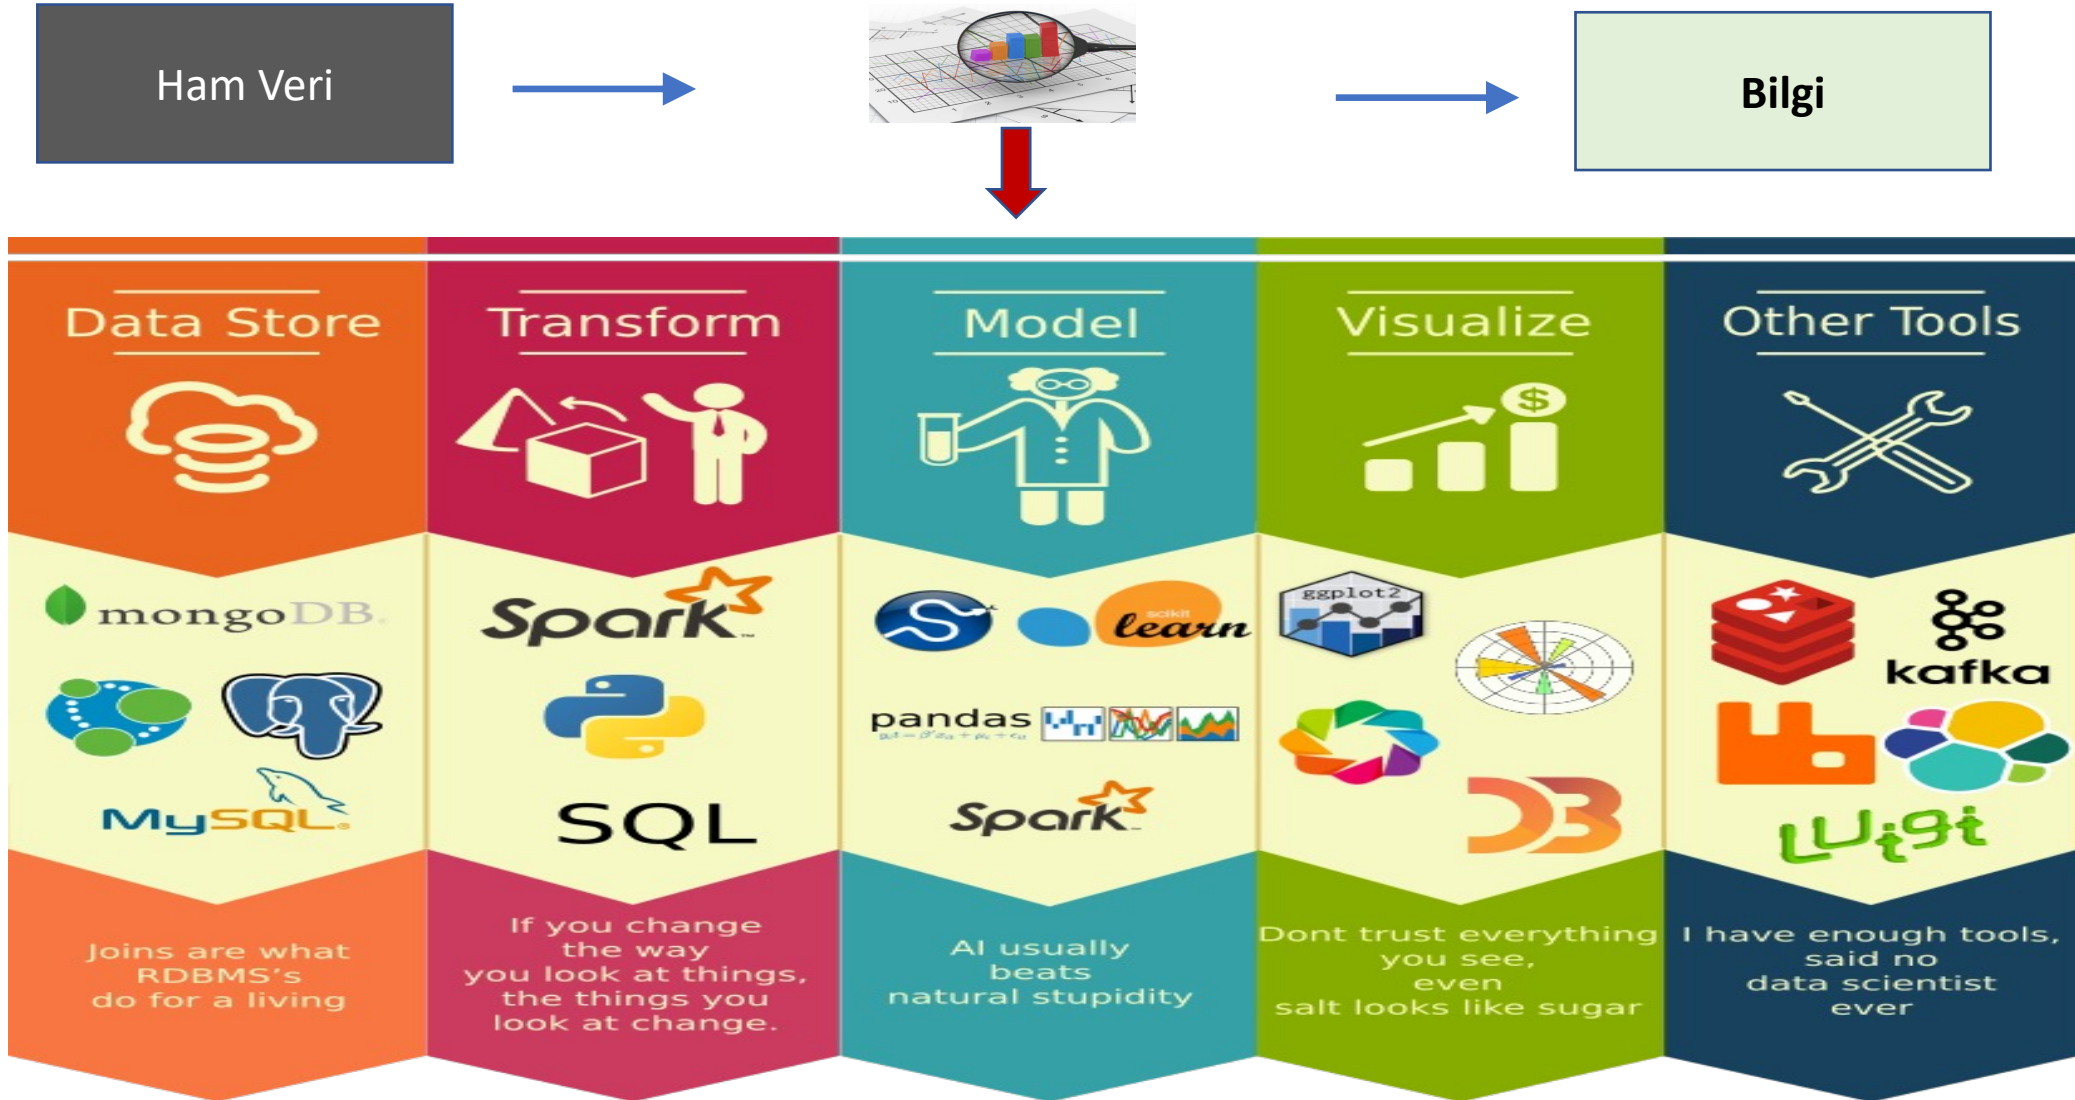 Ham Veri
Bilgi
Data Store
Transform
Model
Visualize
Other Tools
$
mongoDB.
MySQL®
Spark™
SQL
scikit
learn
pandas
Spark™
ggplot2
D3
kafka
Luigi
Joins are what
RDBMS's
do for a living
If you change
the way
you look at things,
the things you
look at change.
AI usually
beats
natural stupidity
Dont trust everything
you see,
even
salt looks like sugar
I have enough tools,
said no
data scientist
ever